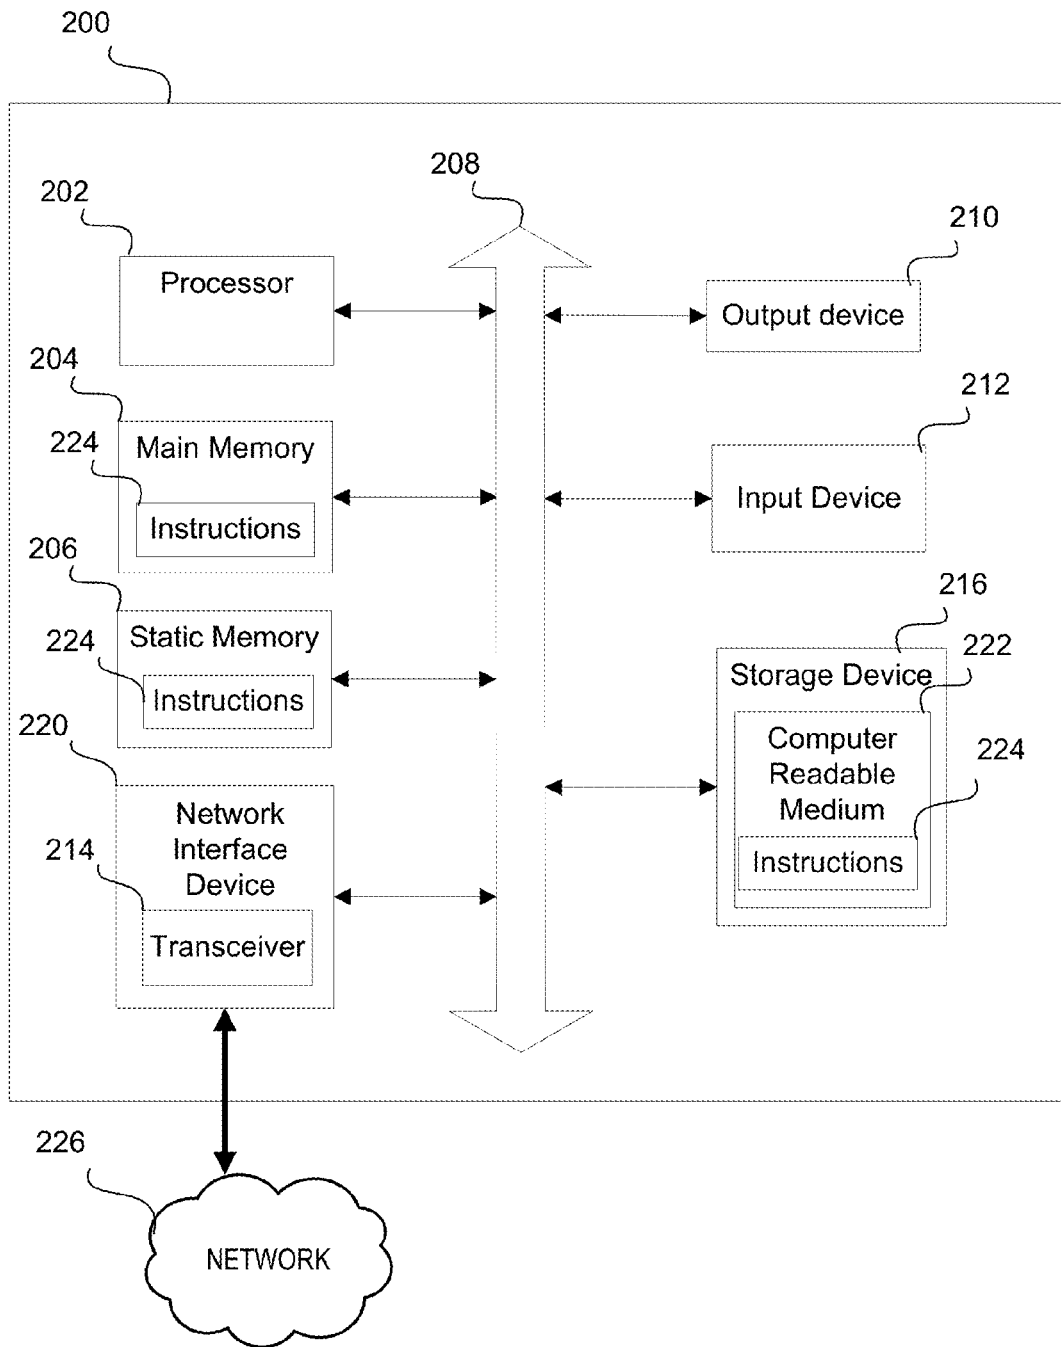 200
208
202
210
Processor
Output device
204
212
224
Main Memory
Input Device
Instructions
206
216
224
Static Memory
222
Storage Device
Instructions
220
Computer
Readable
Medium
224
Network
Interface
Device
214
Instructions
Transceiver
226
NETWORK